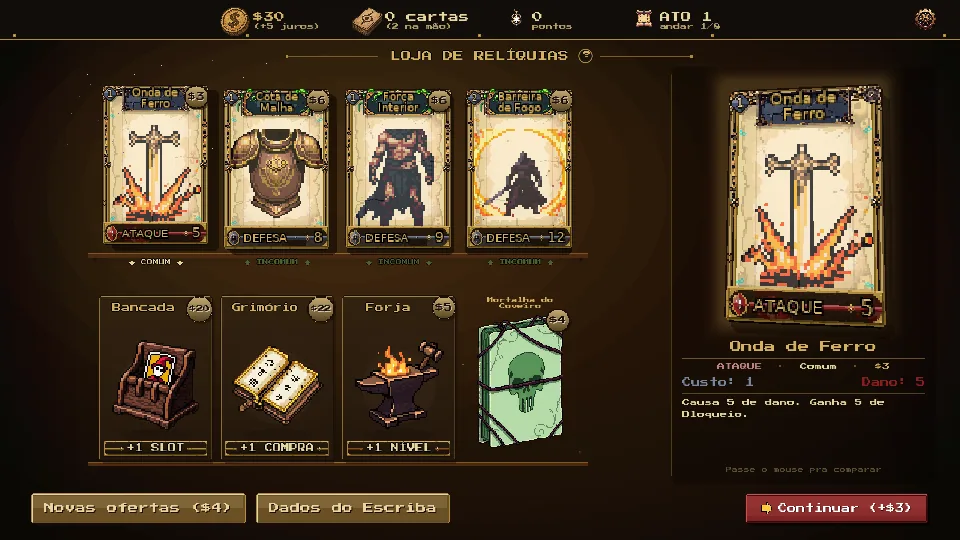 $30
(+5 juros)
0 cartas
(2 na mão)
0
pontos
ATO 1
andar 1/8
LOJA DE RELÍQUIAS ?
1 Onda de Ferro $3
ATAQUE 5
COMUM
1 Cota de Malha $6
DEFESA 8
INCOMUM
1 Força Interior $6
DEFESA 9
INCOMUM
2 Barreira de Fogo $6
DEFESA 12
INCOMUM
Bancada $20
+1 SLOT
Grimório $22
+1 COMPRA
Forja $5
+1 NIVEL
Mortalha do
Coveiro
$4
1 Onda de
Ferro
ATAQUE 5
Onda de Ferro
ATAQUE · Comum · $3
Custo: 1 Dano: 5
Causa 5 de dano. Ganha 5 de
Bloqueio.
Passe o mouse pra comparar
Novas ofertas ($4)
Dados do Escriba
Continuar (+$3)